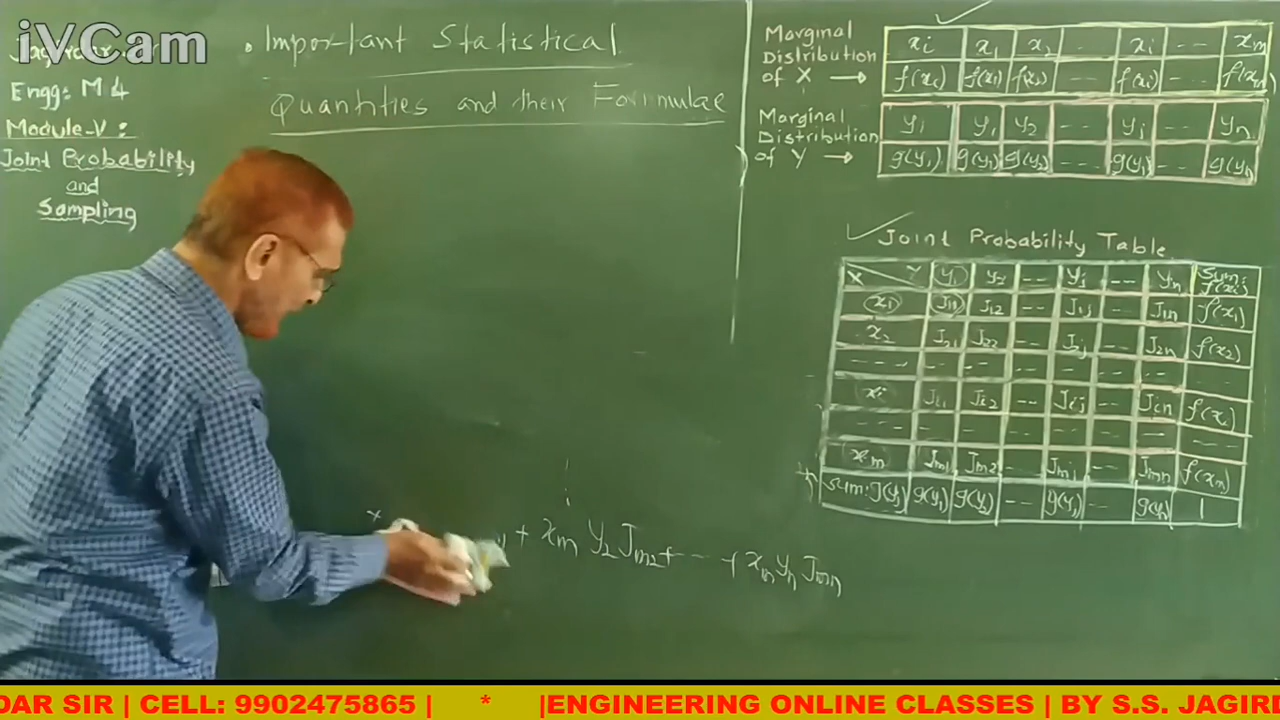 iVCam
Engg: M4
Module-V:
Joint Probability
and
Sampling
Important Statistical
Quantities and their Formulae
+ xm y2 Jm2 + --- + xm yn Jmn
Marginal
Distribution
of X →
xi x1 x2 - - xi - - xm
f(xi) f(x1) f(x2) -- f(xi) -- f(xm)
Marginal
Distribution
of Y →
y1 y1 y2 -- yj -- yn
g(y1) g(y1) g(y2) -- g(yj) -- g(yn)
Joint Probability Table
X Y y1 y2 -- yj -- yn Sum: f(xi)
x1 J11 J12 -- J1j -- J1n f(x1)
x2 J21 J22 -- J2j -- J2n f(x2)
xi Ji1 Ji2 -- Jij -- Jin f(xi)
xm Jm1 Jm2 -- Jmj -- Jmn f(xm)
sum: g(yj) g(y1) g(y2) -- g(yj) g(yn) 1
DAR SIR | CELL: 9902475865 | * |ENGINEERING ONLINE CLASSES | BY S.S. JAGIR